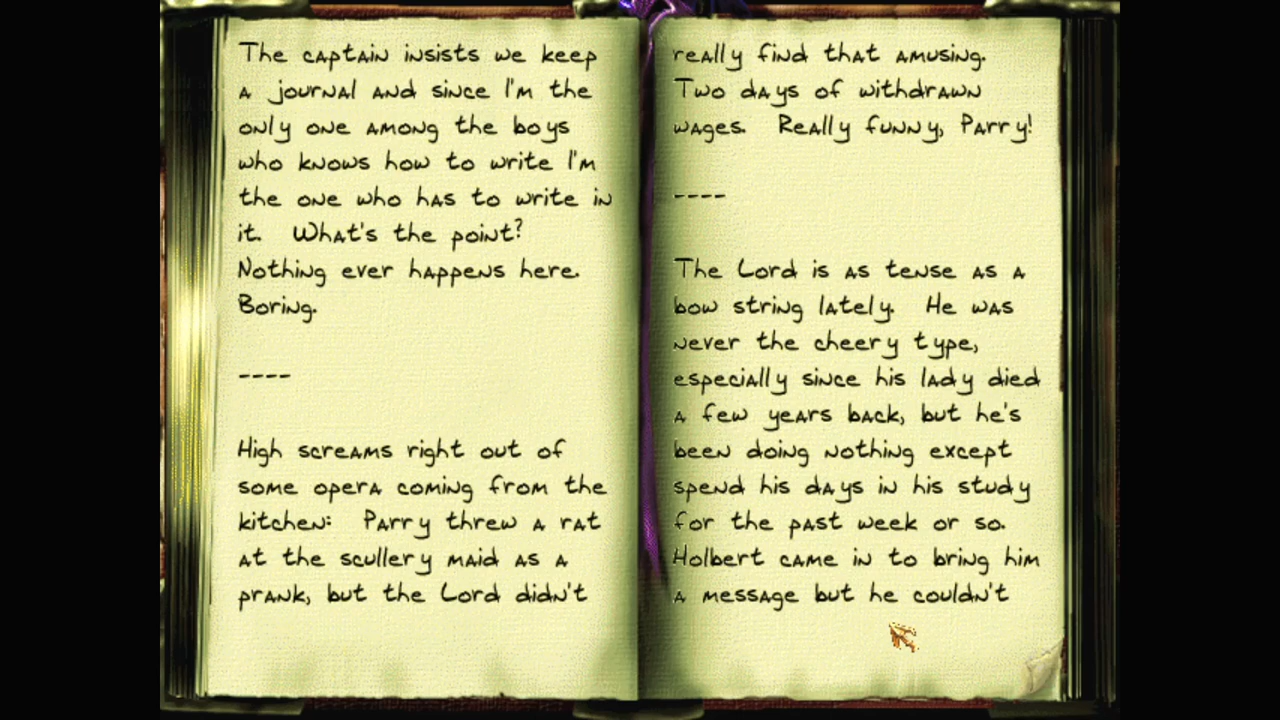 The captain insists we keep
a journal and since I'm the
only one among the boys
who knows how to write I'm
the one who has to write in
it.  What's the point?
Nothing ever happens here.
Boring.
----
High screams right out of
some opera coming from the
kitchen:  Parry threw a rat
at the scullery maid as a
prank, but the Lord didn't
really find that amusing.
Two days of withdrawn
wages.  Really funny, Parry!
----
The Lord is as tense as a
bow string lately.  He was
never the cheery type,
especially since his lady died
a few years back, but he's
been doing nothing except
spend his days in his study
for the past week or so.
Holbert came in to bring him
a message but he couldn't